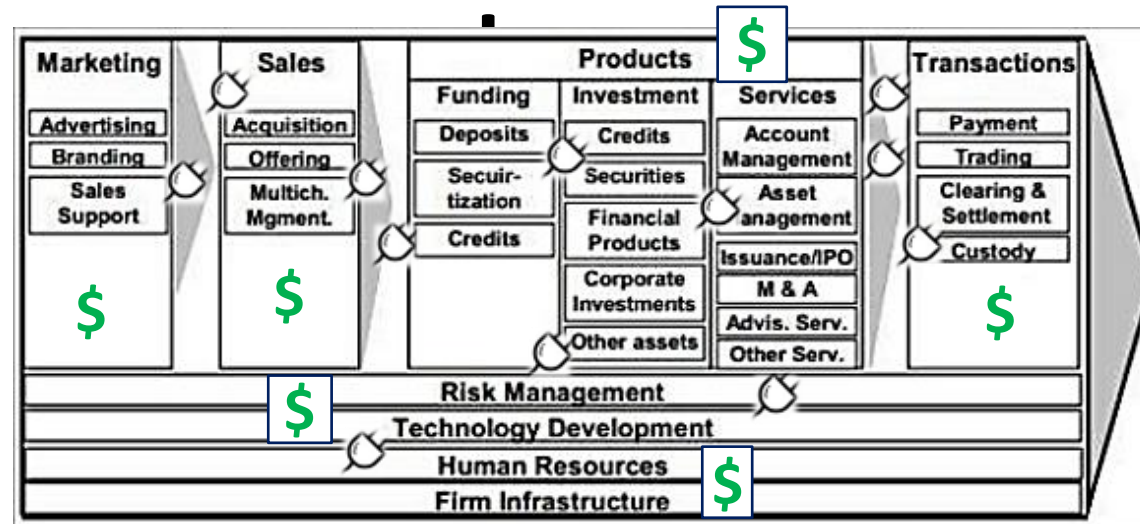 Marketing
Advertising
Branding
Sales
Support
$
Sales
Acquisition
Offering
Multich.
Mgment.
$
Products
$
Funding
Deposits
Secuir-
tization
Credits
Investment
Credits
Securities
Financial
Products
Corporate
Investments
Other assets
Services
Account
Management
Asset
anagement
Issuance/IPO
M & A
Advis. Serv.
Other Serv.
Transactions
Payment
Trading
Clearing &
Settlement
Custody
$
Risk Management
$
Technology Development
Human Resources
$
Firm Infrastructure